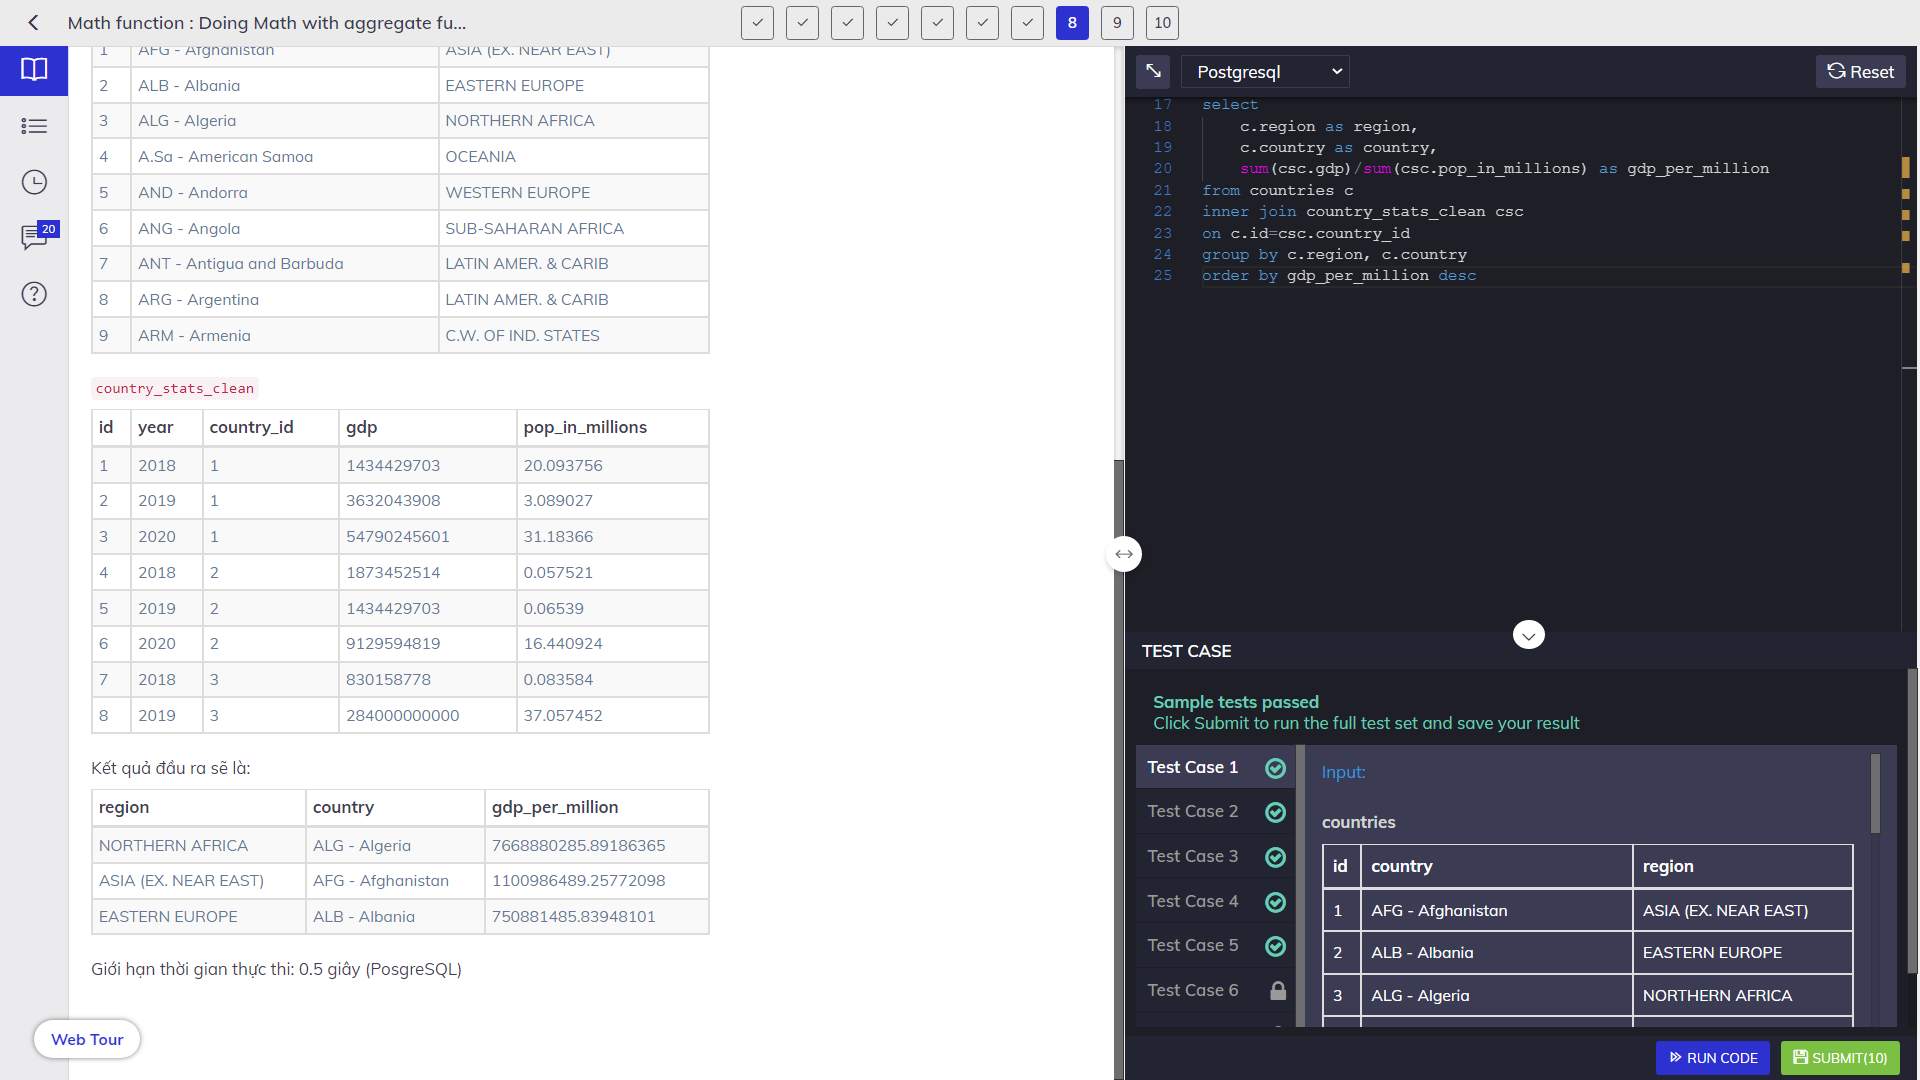 Math function : Doing Math with aggregate fu...
8
9
10
1 AFG - Afghanistan ASIA (EX. NEAR EAST)
2 ALB - Albania EASTERN EUROPE
3 ALG - Algeria NORTHERN AFRICA
4 A.Sa - American Samoa OCEANIA
5 AND - Andorra WESTERN EUROPE
6 ANG - Angola SUB-SAHARAN AFRICA
7 ANT - Antigua and Barbuda LATIN AMER. & CARIB
8 ARG - Argentina LATIN AMER. & CARIB
9 ARM - Armenia C.W. OF IND. STATES
20
country_stats_clean
id year country_id gdp pop_in_millions
1 2018 1 1434429703 20.093756
2 2019 1 3632043908 3.089027
3 2020 1 54790245601 31.18366
4 2018 2 1873452514 0.057521
5 2019 2 1434429703 0.06539
6 2020 2 9129594819 16.440924
7 2018 3 830158778 0.083584
8 2019 3 284000000000 37.057452
Kết quả đầu ra sẽ là:
region country gdp_per_million
NORTHERN AFRICA ALG - Algeria 7668880285.89186365
ASIA (EX. NEAR EAST) AFG - Afghanistan 1100986489.25772098
EASTERN EUROPE ALB - Albania 750881485.83948101
Giới hạn thời gian thực thi: 0.5 giây (PosgreSQL)
Web Tour
Postgresql
Reset
17 select
18 c.region as region,
19 c.country as country,
20 sum(csc.gdp)/sum(csc.pop_in_millions) as gdp_per_million
21 from countries c
22 inner join country_stats_clean csc
23 on c.id=csc.country_id
24 group by c.region, c.country
25 order by gdp_per_million desc
TEST CASE
Sample tests passed
Click Submit to run the full test set and save your result
Test Case 1
Test Case 2
Test Case 3
Test Case 4
Test Case 5
Test Case 6
Input:
countries
id country region
1 AFG - Afghanistan ASIA (EX. NEAR EAST)
2 ALB - Albania EASTERN EUROPE
3 ALG - Algeria NORTHERN AFRICA
RUN CODE
SUBMIT(10)